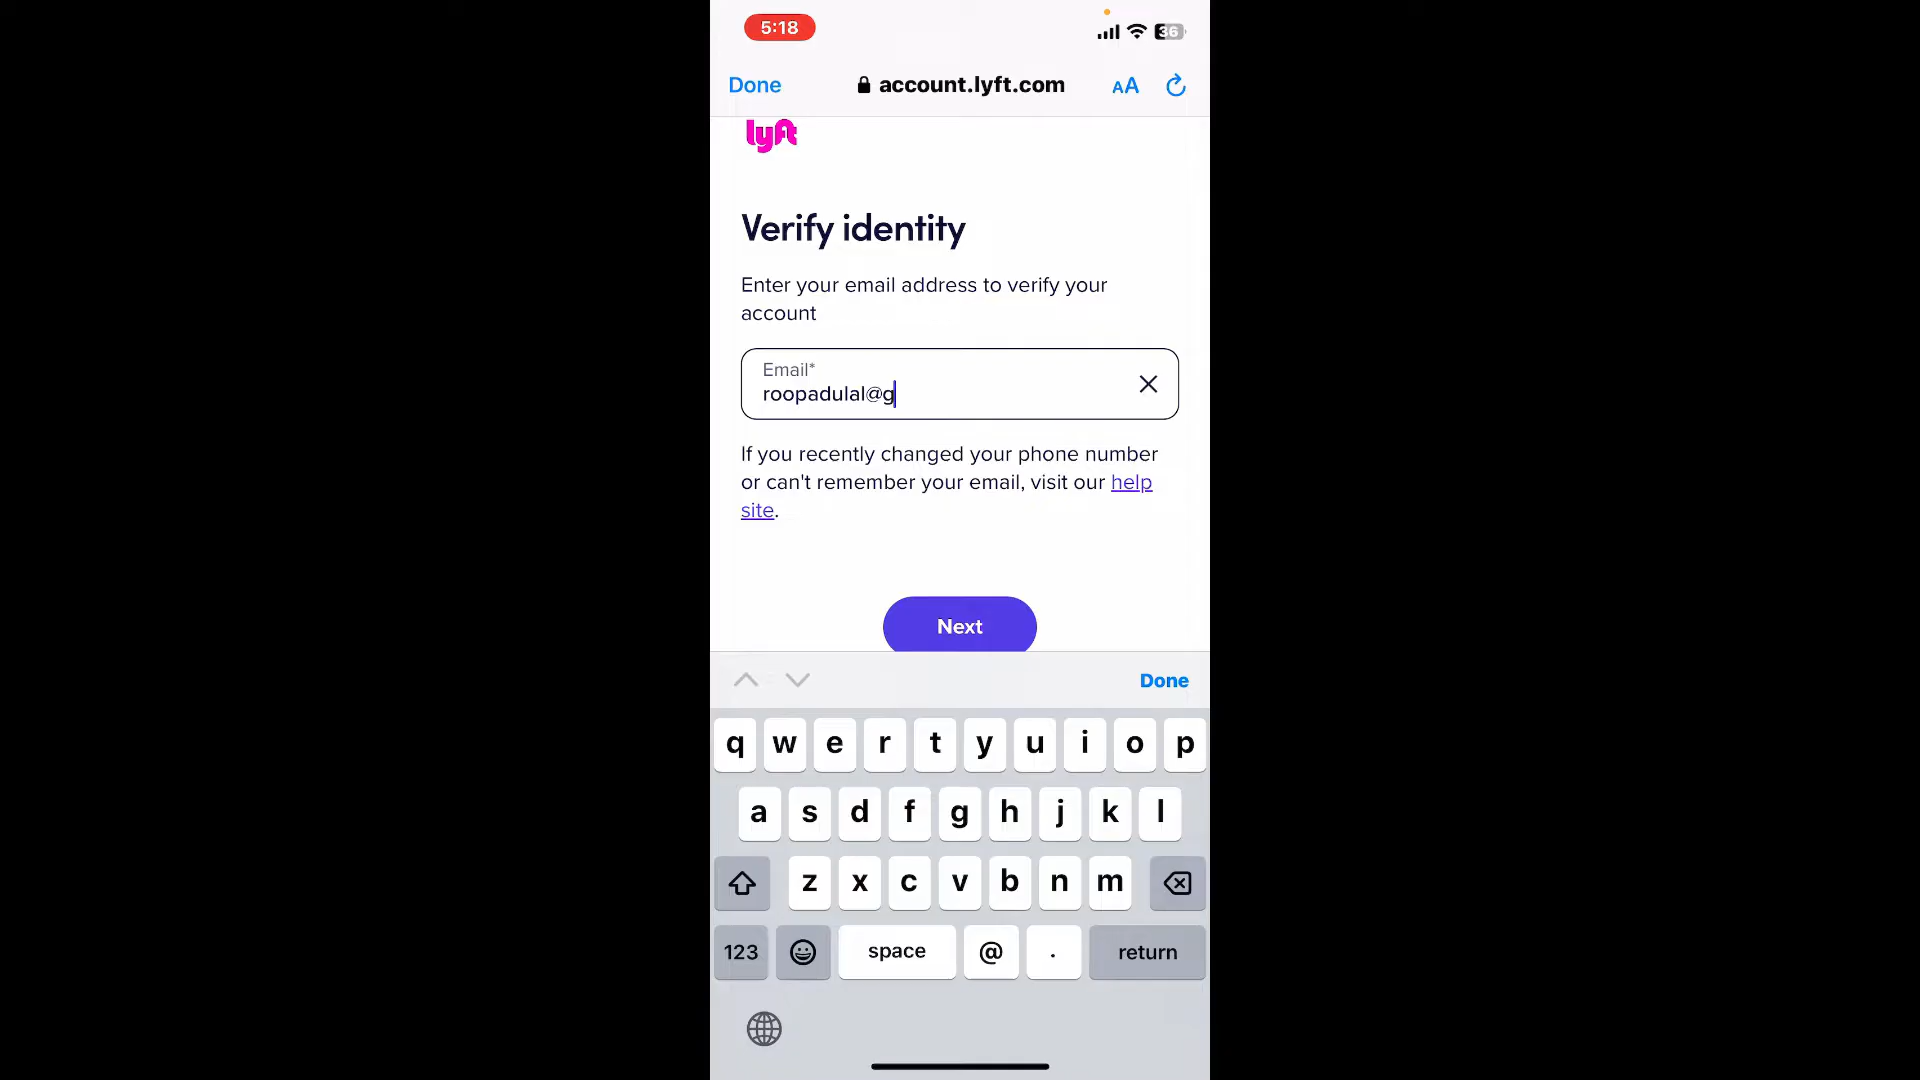 5:18
36
Done
account.lyft.com
AA
lyft
Verify identity
Enter your email address to verify your
account
Email*
roopadulal@g
If you recently changed your phone number
or can't remember your email, visit our help
site.
Next
Done
q w e r t y u i o p
a s d f g h j k l
z x c v b n m
123 space @ . return